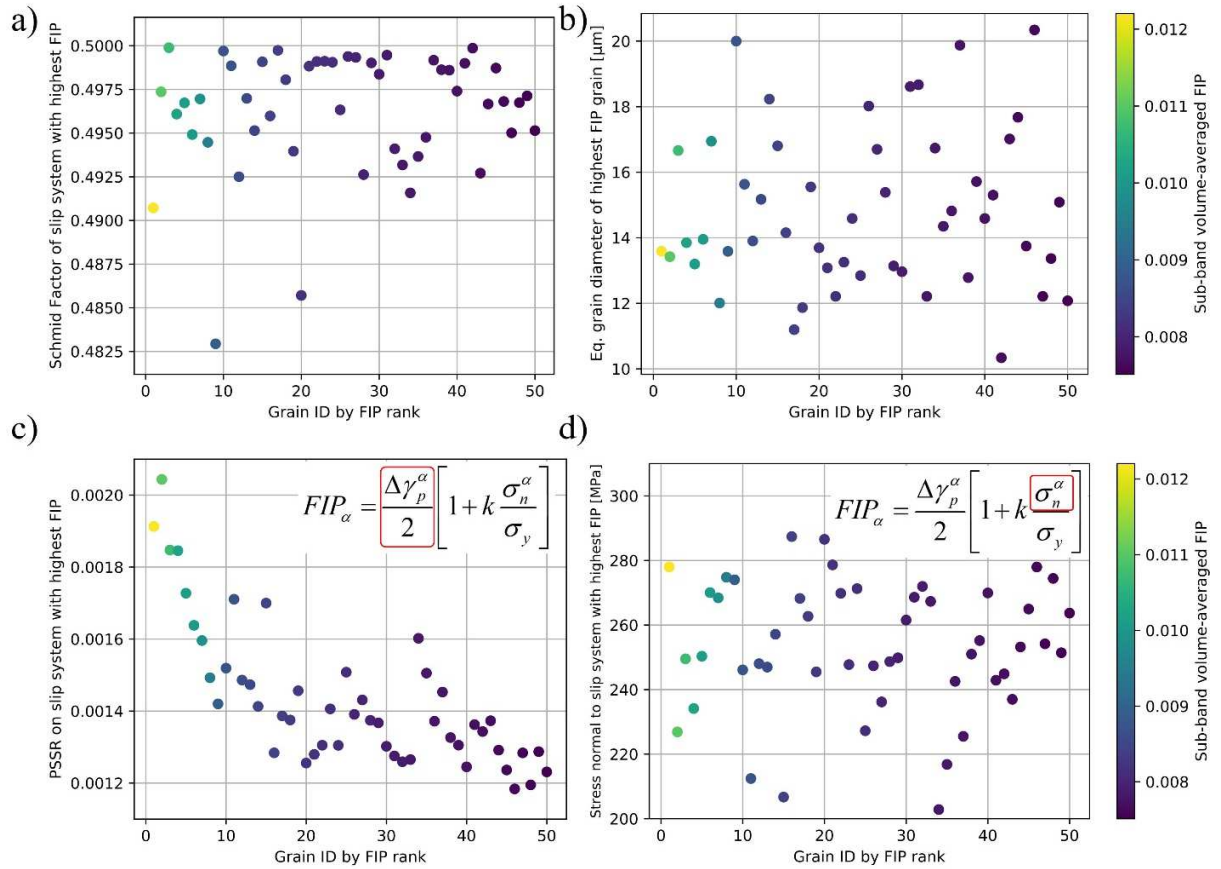 a)
Schmid Factor of slip system with highest FIP
0.5000
0.4975
0.4950
0.4925
0.4900
0.4875
0.4850
0.4825
0 10 20 30 40 50
Grain ID by FIP rank
b)
Eq. grain diameter of highest FIP grain [µm]
20
18
16
14
12
10
0 10 20 30 40 50
Grain ID by FIP rank
0.012
0.011
0.010
0.009
0.008
Sub-band volume-averaged FIP
c)
PSSR on slip system with highest FIP
0.0020
0.0018
0.0016
0.0014
0.0012
FIP_α = Δγ_p^α / 2 [1 + k σ_n^α / σ_y]
0 10 20 30 40 50
Grain ID by FIP rank
d)
Stress normal to slip system with highest FIP [MPa]
300
280
260
240
220
200
FIP_α = Δγ_p^α / 2 [1 + k σ_n^α / σ_y]
0 10 20 30 40 50
Grain ID by FIP rank
0.012
0.011
0.010
0.009
0.008
Sub-band volume-averaged FIP